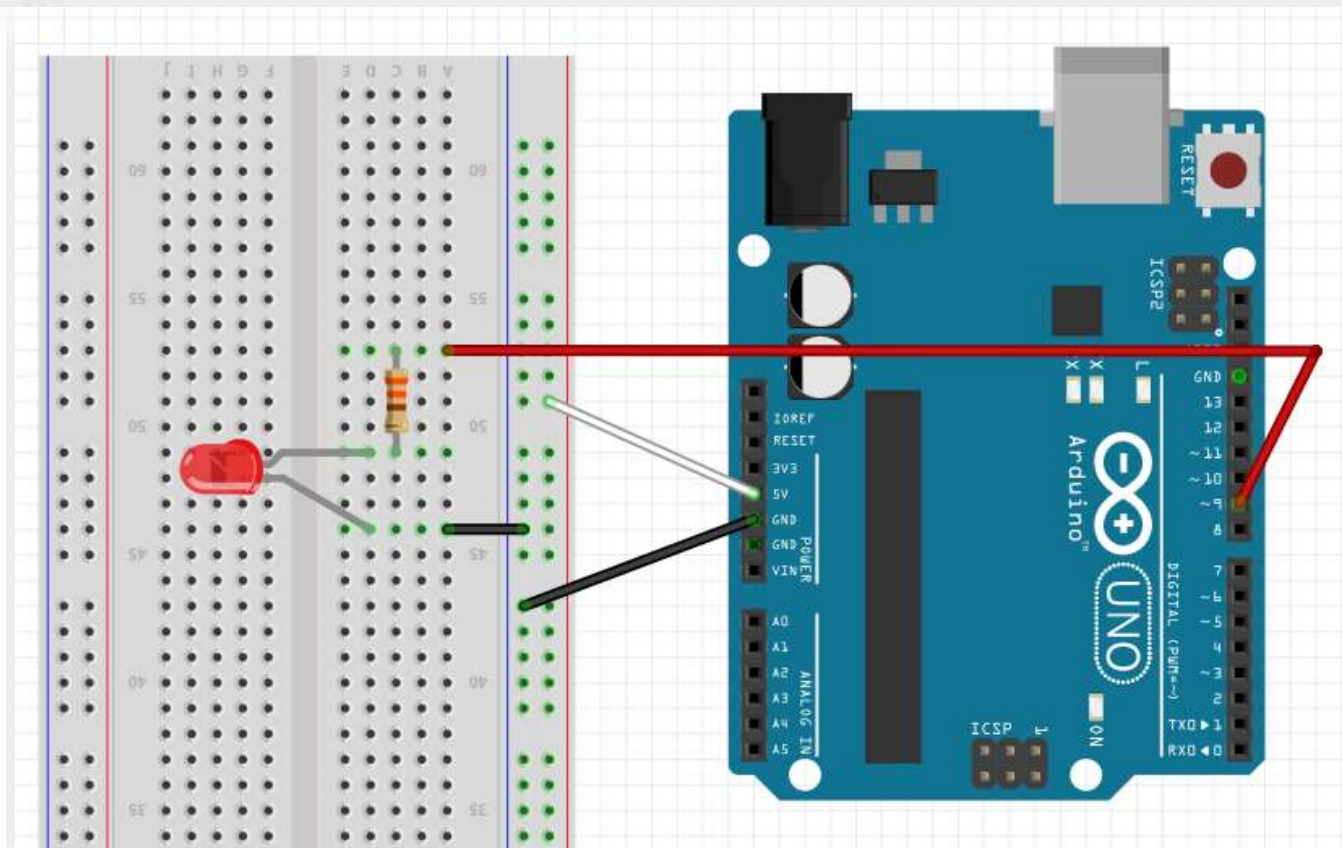 J I H G F E D C B A
60 60
55 55
50 50
45 45
40 40
35 35
RESET
ICSP2
L
X X
IOREF
RESET
3V3
5V
GND
GND
VIN
POWER
A0
A1
A2
A3
A4
A5
ANALOG IN
Arduino™
UNO
GND
13
12
~11
~10
~9
8
7
~6
~5
4
~3
2
TX0▶1
RX0◀0
DIGITAL (PWM=~)
ON
ICSP 1